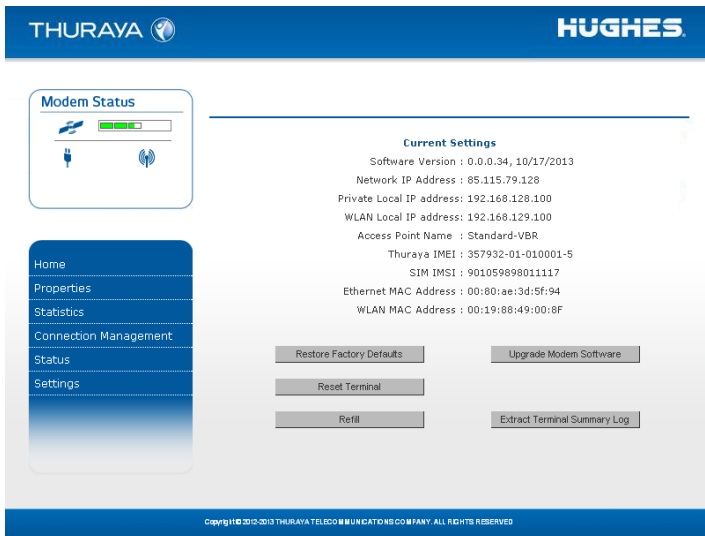 THURAYA
HUGHES.
Modem Status
Current Settings
Software Version : 0.0.0.34, 10/17/2013
Network IP Address : 85.115.79.128
Private Local IP address: 192.168.128.100
WLAN Local IP address: 192.168.129.100
Access Point Name : Standard-VBR
Thuraya IMEI : 357932-01-010001-5
SIM IMSI : 901059898011117
Ethernet MAC Address : 00:80:ae:3d:5f:94
WLAN MAC Address : 00:19:88:49:00:8F
Home
Properties
Statistics
Connection Management
Status
Settings
Restore Factory Defaults
Upgrade Modem Software
Reset Terminal
Refill
Extract Terminal Summary Log
Copyright© 2012-2013 THURAYA TELECOMMUNICATIONS COMPANY. ALL RIGHTS RESERVED